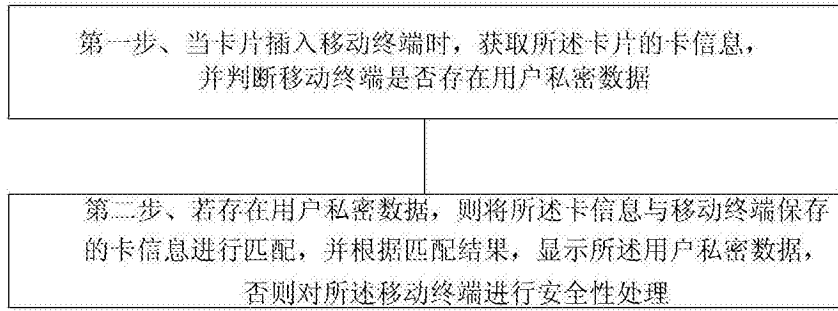 第一步、当卡片插入移动终端时，获取所述卡片的卡信息，
并判断移动终端是否存在用户私密数据
第二步、若存在用户私密数据，则将所述卡信息与移动终端保存
的卡信息进行匹配，并根据匹配结果，显示所述用户私密数据，
否则对所述移动终端进行安全性处理